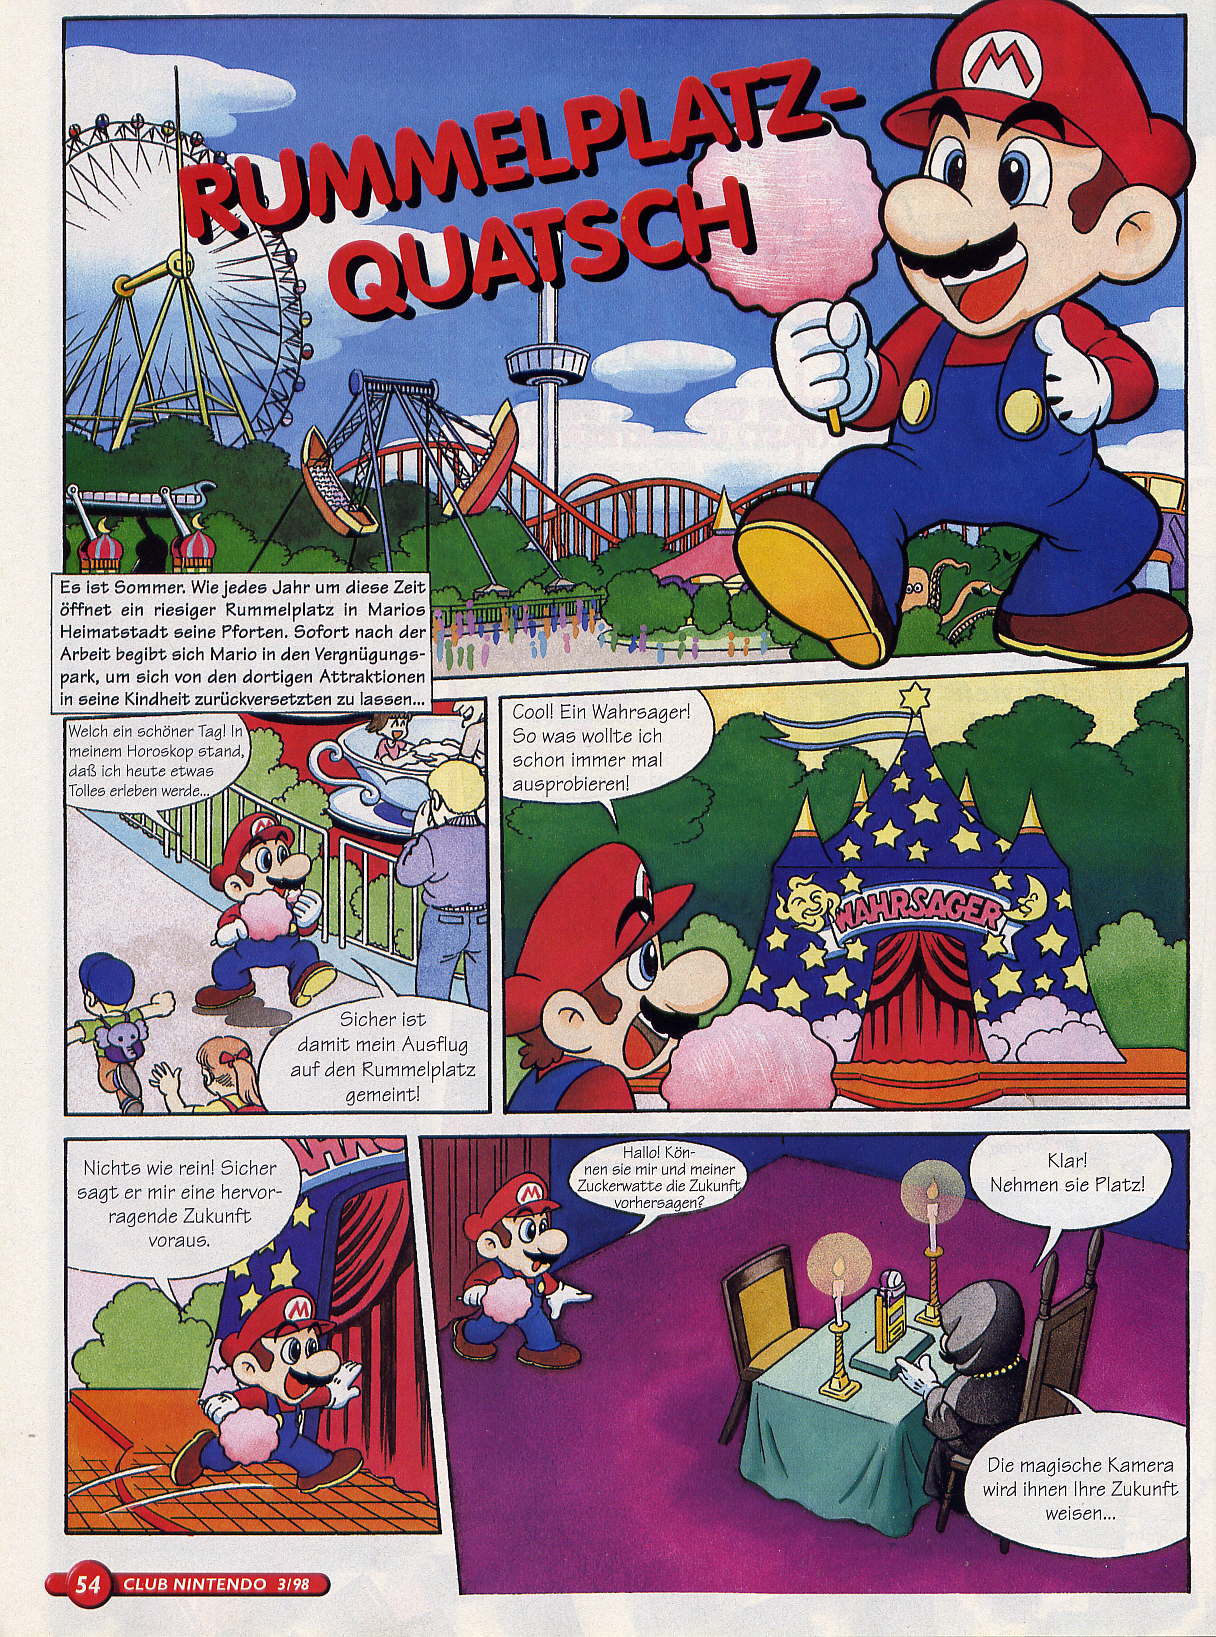 RUMMELPLATZ-
QUATSCH
M
Es ist Sommer. Wie jedes Jahr um diese Zeit
öffnet ein riesiger Rummelplatz in Marios
Heimatstadt seine Pforten. Sofort nach der
Arbeit begibt sich Mario in den Vergnügungs-
park, um sich von den dortigen Attraktionen
in seine Kindheit zurückversetzten zu lassen...
Welch ein schöner Tag! In
meinem Horoskop stand,
daß ich heute etwas
Tolles erleben werde...
Sicher ist
damit mein Ausflug
auf den Rummelplatz
gemeint!
Cool! Ein Wahrsager!
So was wollte ich
schon immer mal
ausprobieren!
WAHRSAGER
Nichts wie rein! Sicher
sagt er mir eine hervor-
ragende Zukunft
voraus.
M
Hallo! Kön-
nen sie mir und meiner
Zuckerwatte die Zukunft
vorhersagen?
M
Klar!
Nehmen sie Platz!
Die magische Kamera
wird ihnen Ihre Zukunft
weisen...
54 CLUB NINTENDO 3/98